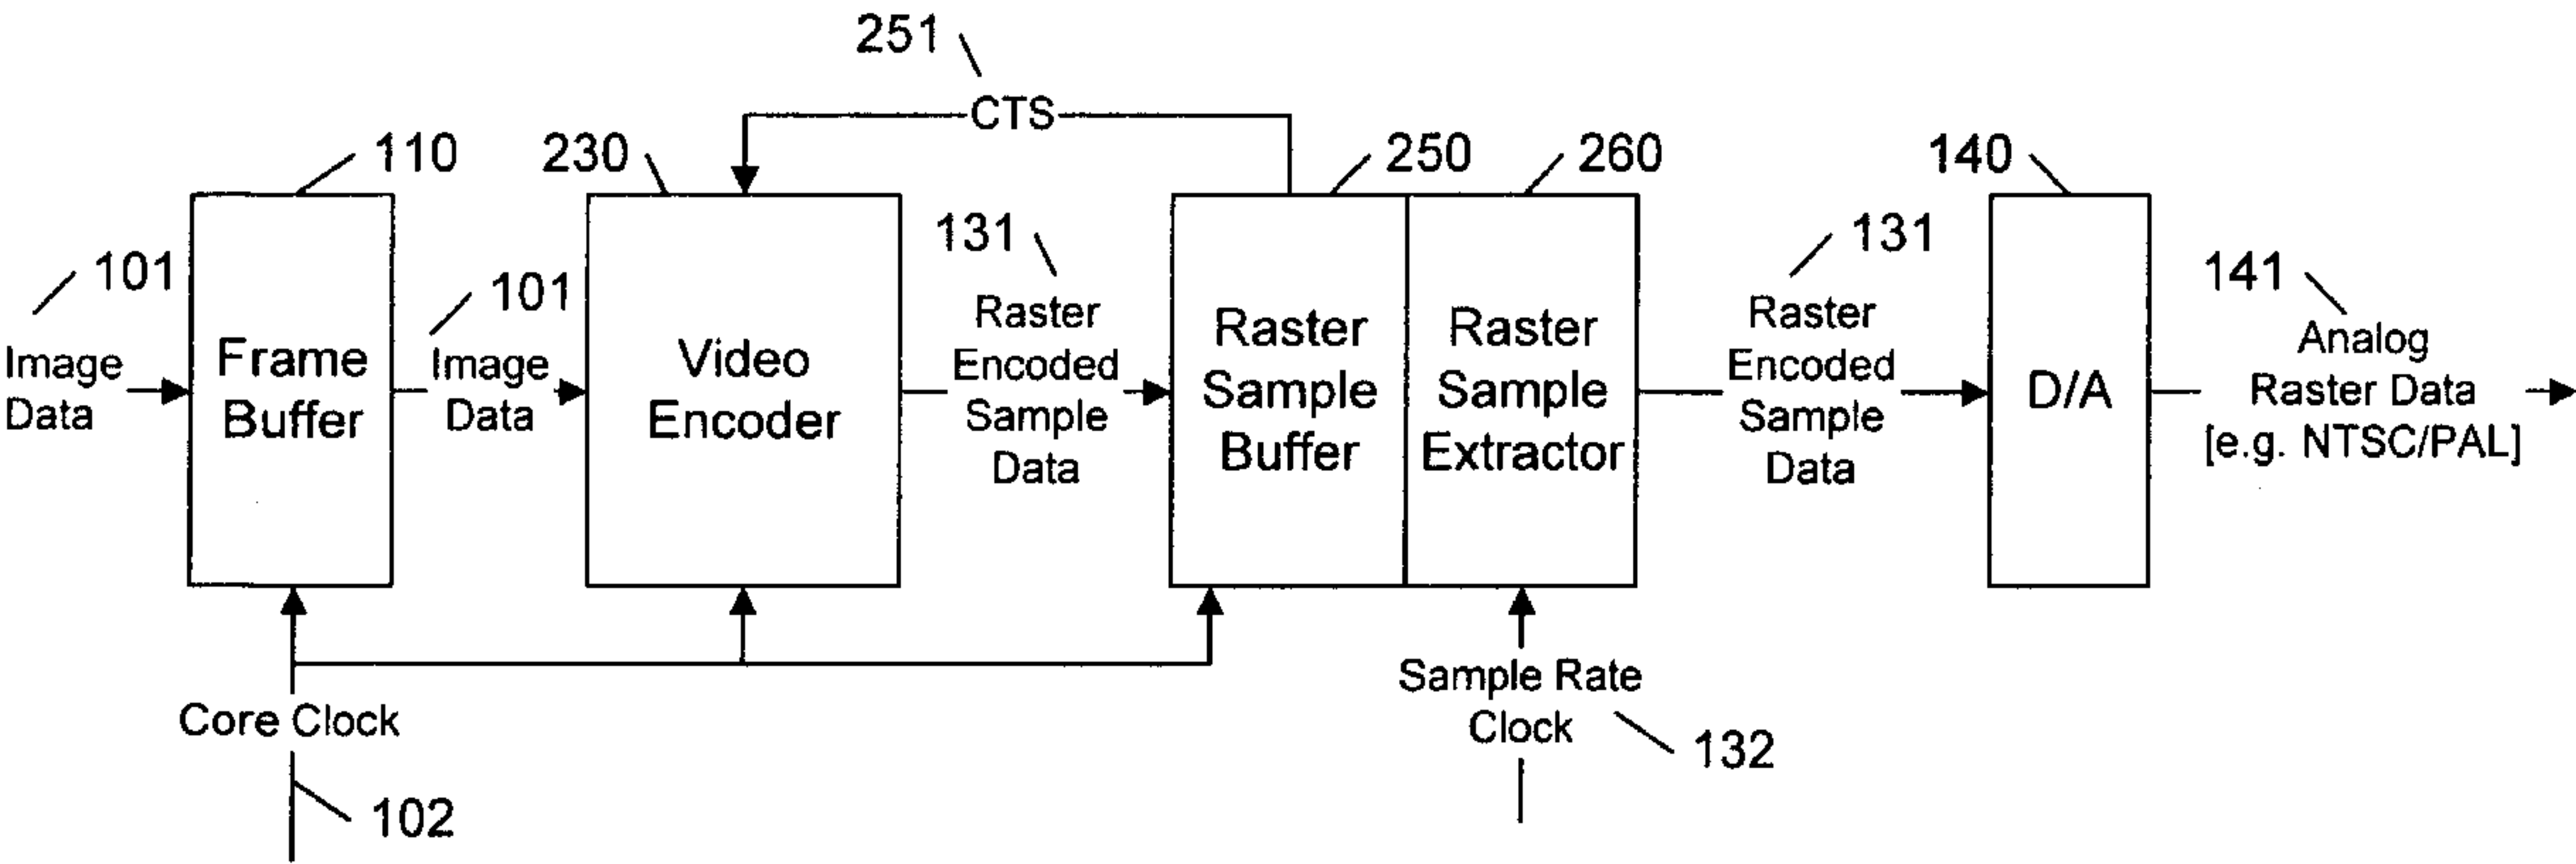 251
CTS
110
230
250
260
140
101
101
131
131
141
Image
Data
Frame
Buffer
Image
Data
Video
Encoder
Raster
Encoded
Sample
Data
Raster
Sample
Buffer
Raster
Sample
Extractor
Raster
Encoded
Sample
Data
D/A
Analog
Raster Data
[e.g. NTSC/PAL]
Core Clock
102
Sample Rate
Clock
132